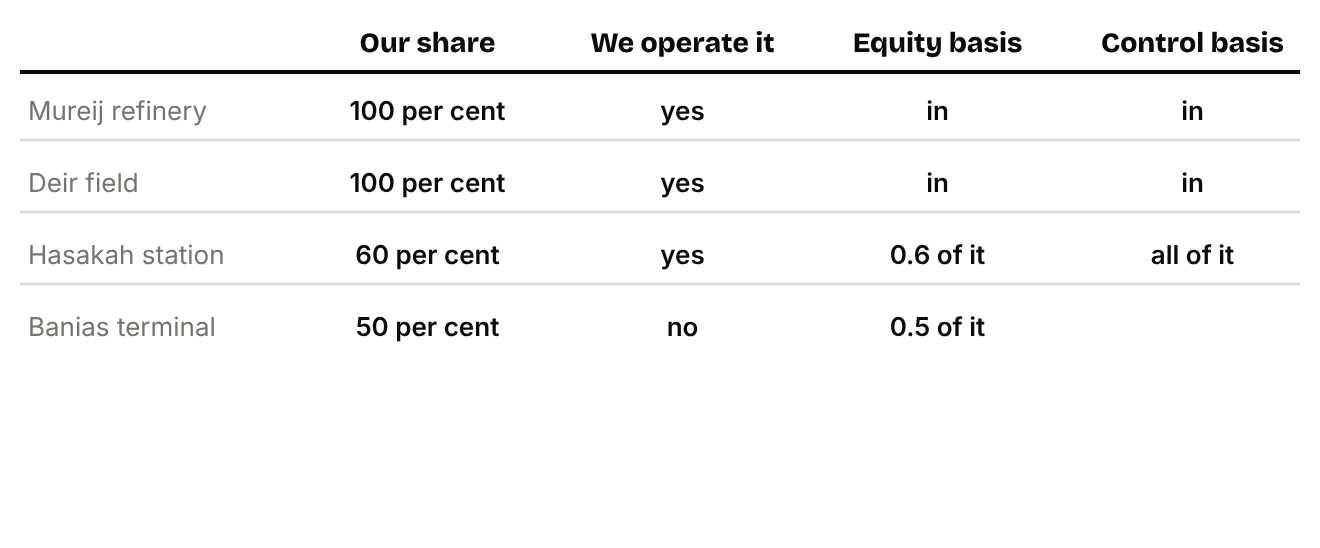 Our share We operate it Equity basis Control basis
Mureij refinery 100 per cent yes in in
Deir field 100 per cent yes in in
Hasakah station 60 per cent yes 0.6 of it all of it
Banias terminal 50 per cent no 0.5 of it